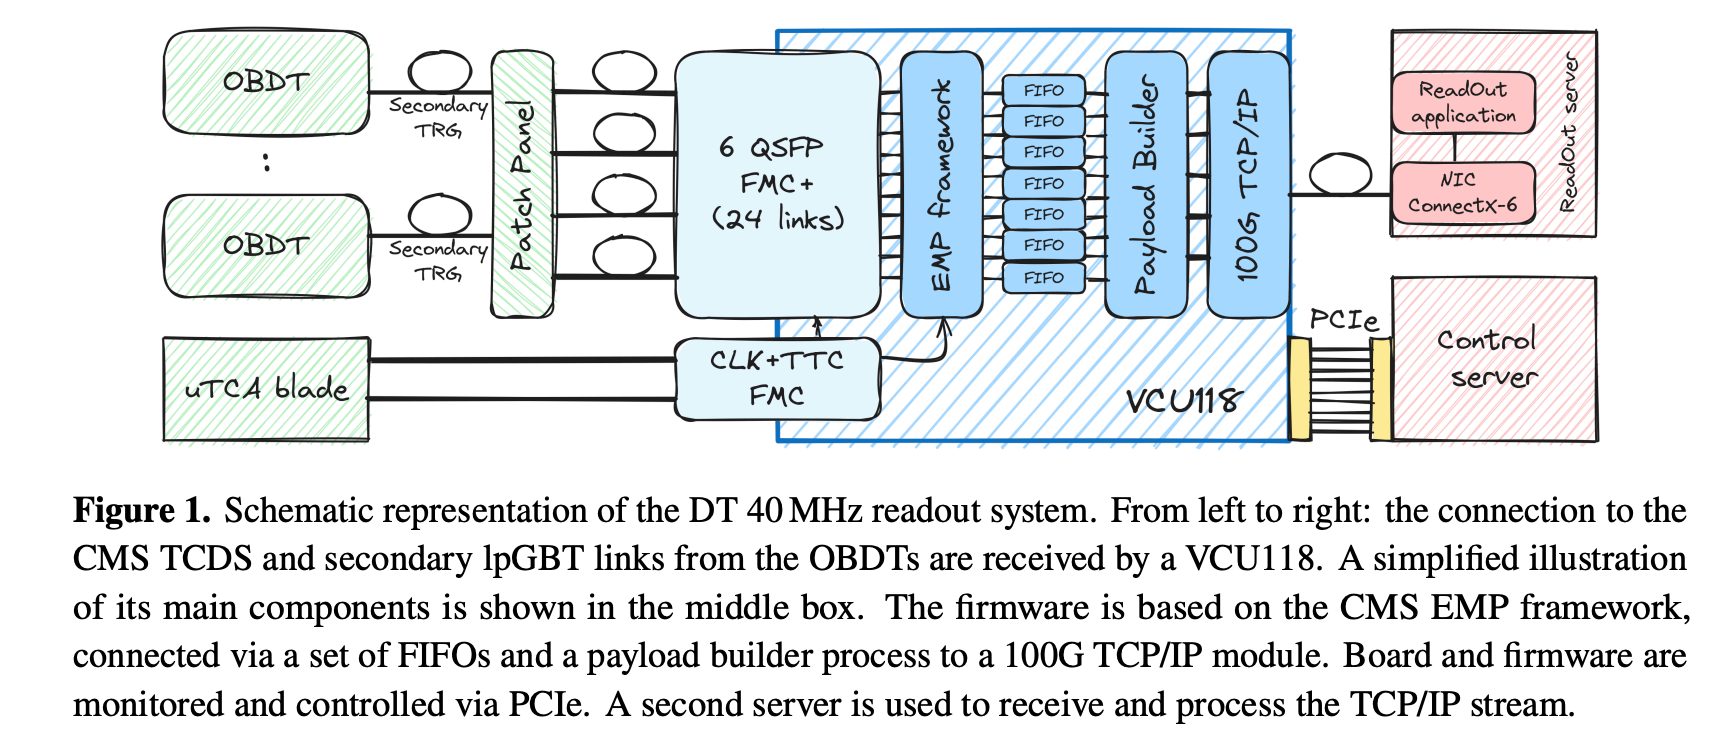 OBDT
Secondary
TRG
:
OBDT
Secondary
TRG
uTCA blade
Patch Panel
6 QSFP
FMC+
(24 links)
CLK+TTC
FMC
EMP framework
FIFO
FIFO
FIFO
FIFO
FIFO
FIFO
FIFO
Payload Builder
100G TCP/IP
VCU118
ReadOut
application
NIC
ConnectX-6
ReadOut server
PCIe
Control
server
Figure 1. Schematic representation of the DT 40 MHz readout system. From left to right: the connection to the
CMS TCDS and secondary lpGBT links from the OBDTs are received by a VCU118. A simplified illustration
of its main components is shown in the middle box. The firmware is based on the CMS EMP framework,
connected via a set of FIFOs and a payload builder process to a 100G TCP/IP module. Board and firmware are
monitored and controlled via PCIe. A second server is used to receive and process the TCP/IP stream.